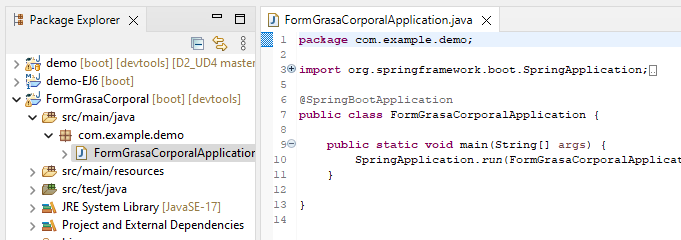 Package Explorer
demo [boot] [devtools] [D2_UD4 master
demo-EJ6 [boot]
FormGrasaCorporal [boot] [devtools]
src/main/java
com.example.demo
FormGrasaCorporalApplication
src/main/resources
src/test/java
JRE System Library [JavaSE-17]
Project and External Dependencies
FormGrasaCorporalApplication.java
1 package com.example.demo;
2
3 import org.springframework.boot.SpringApplication;
5
6 @SpringBootApplication
7 public class FormGrasaCorporalApplication {
8
9 public static void main(String[] args) {
10 SpringApplication.run(FormGrasaCorporalApplicat
11 }
12
13 }
14